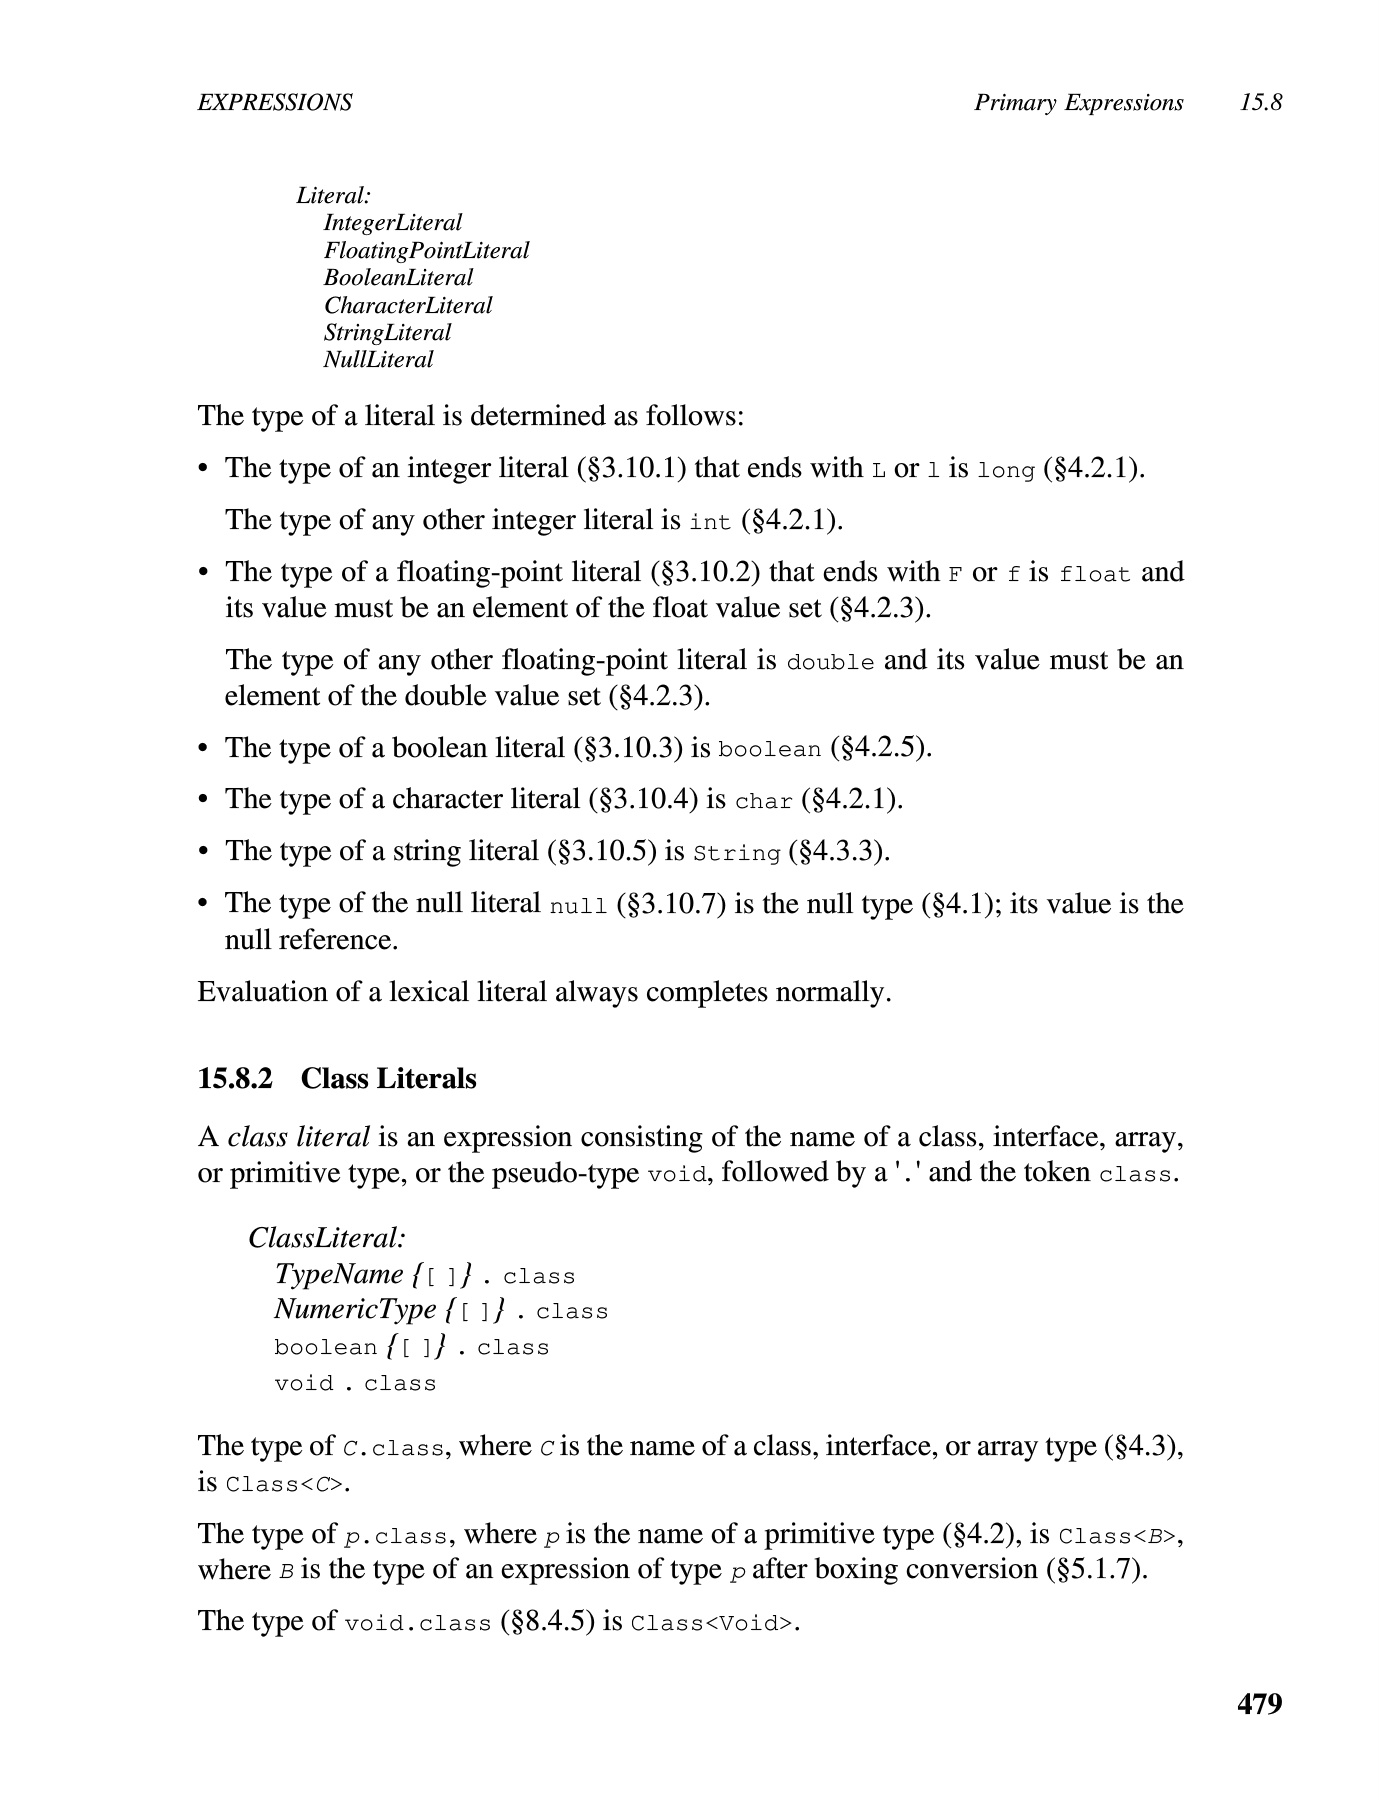 EXPRESSIONS Primary Expressions 15.8
Literal:
IntegerLiteral
FloatingPointLiteral
BooleanLiteral
CharacterLiteral
StringLiteral
NullLiteral
The type of a literal is determined as follows:
• The type of an integer literal (§3.10.1) that ends with L or l is long (§4.2.1).
The type of any other integer literal is int (§4.2.1).
• The type of a floating-point literal (§3.10.2) that ends with F or f is float and
its value must be an element of the float value set (§4.2.3).
The type of any other floating-point literal is double and its value must be an
element of the double value set (§4.2.3).
• The type of a boolean literal (§3.10.3) is boolean (§4.2.5).
• The type of a character literal (§3.10.4) is char (§4.2.1).
• The type of a string literal (§3.10.5) is String (§4.3.3).
• The type of the null literal null (§3.10.7) is the null type (§4.1); its value is the
null reference.
Evaluation of a lexical literal always completes normally.
15.8.2 Class Literals
A class literal is an expression consisting of the name of a class, interface, array,
or primitive type, or the pseudo-type void, followed by a '.' and the token class.
ClassLiteral:
TypeName {[ ]} . class
NumericType {[ ]} . class
boolean {[ ]} . class
void . class
The type of C.class, where C is the name of a class, interface, or array type (§4.3),
is Class<C>.
The type of p.class, where p is the name of a primitive type (§4.2), is Class<B>,
where B is the type of an expression of type p after boxing conversion (§5.1.7).
The type of void.class (§8.4.5) is Class<Void>.
479